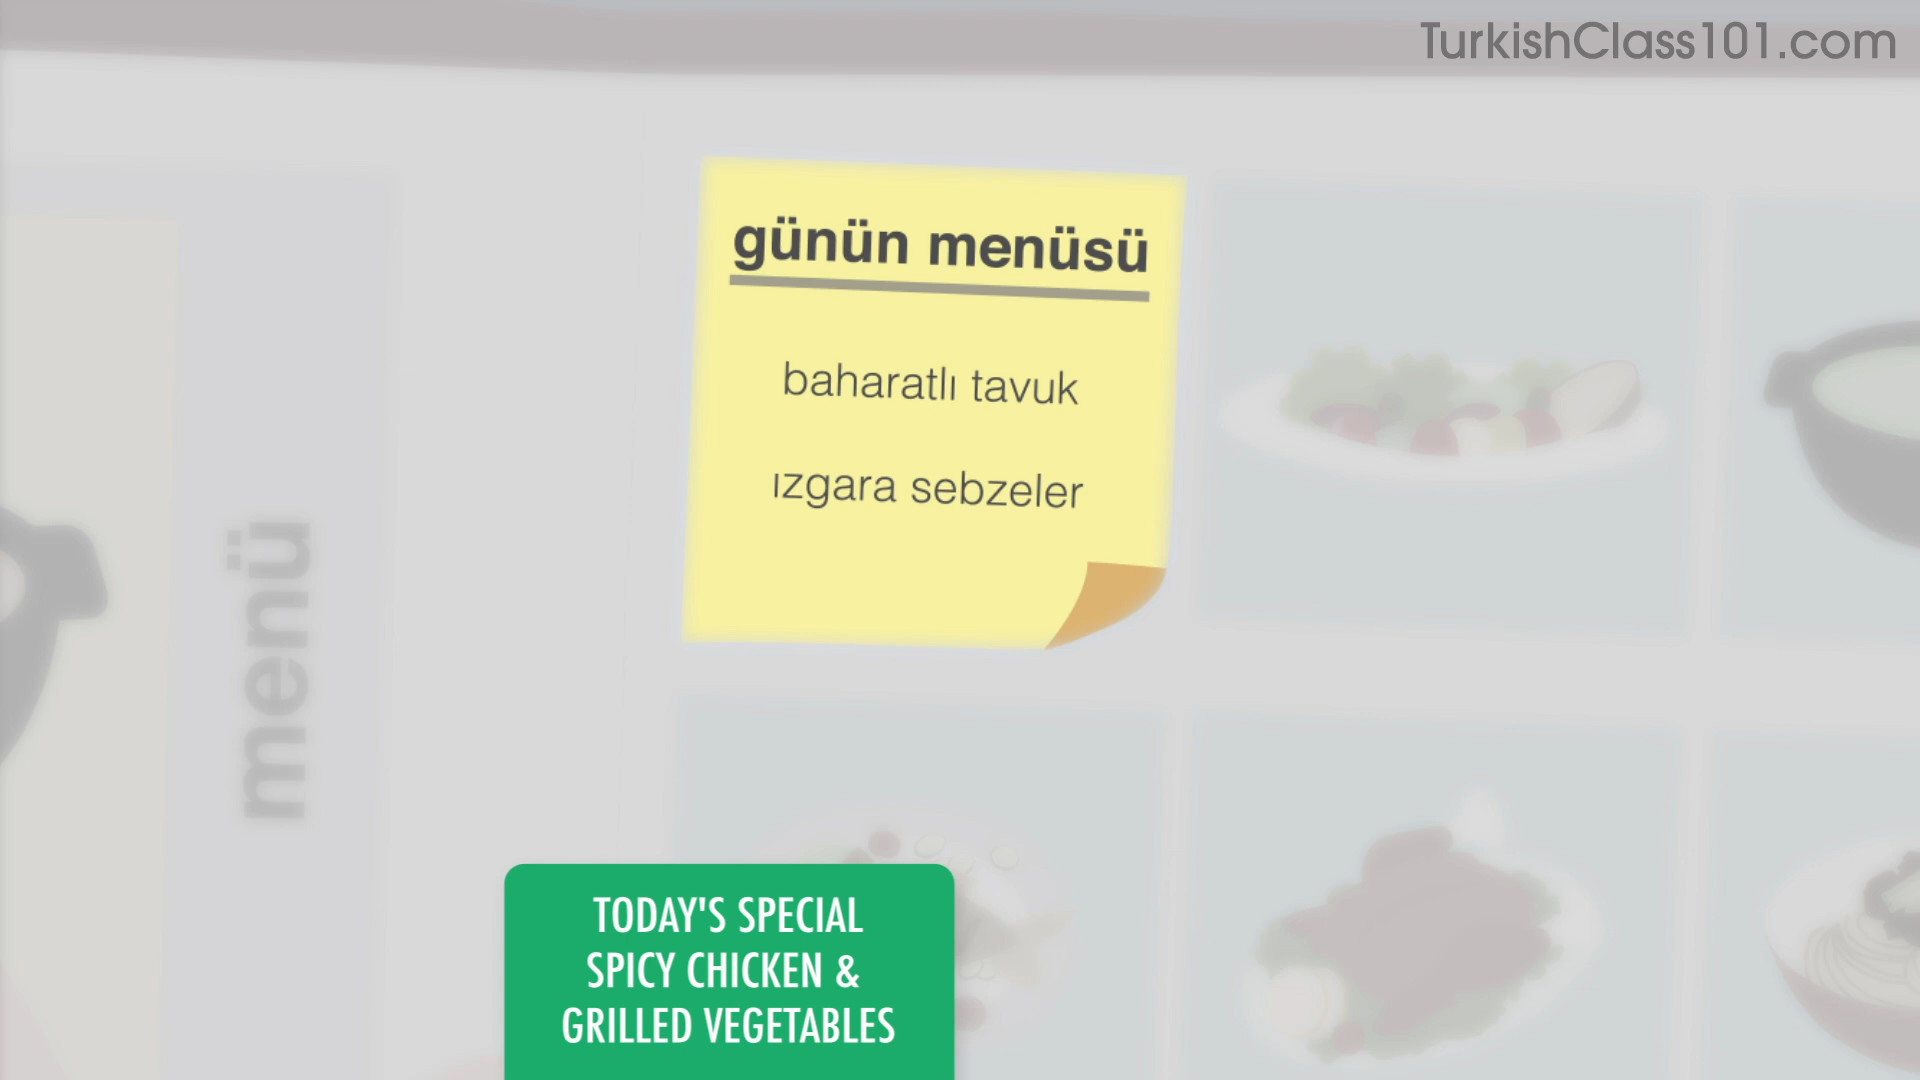 TurkishClass101.com
günün menüsü
baharatlı tavuk
ızgara sebzeler
menü
TODAY'S SPECIAL
SPICY CHICKEN &
GRILLED VEGETABLES